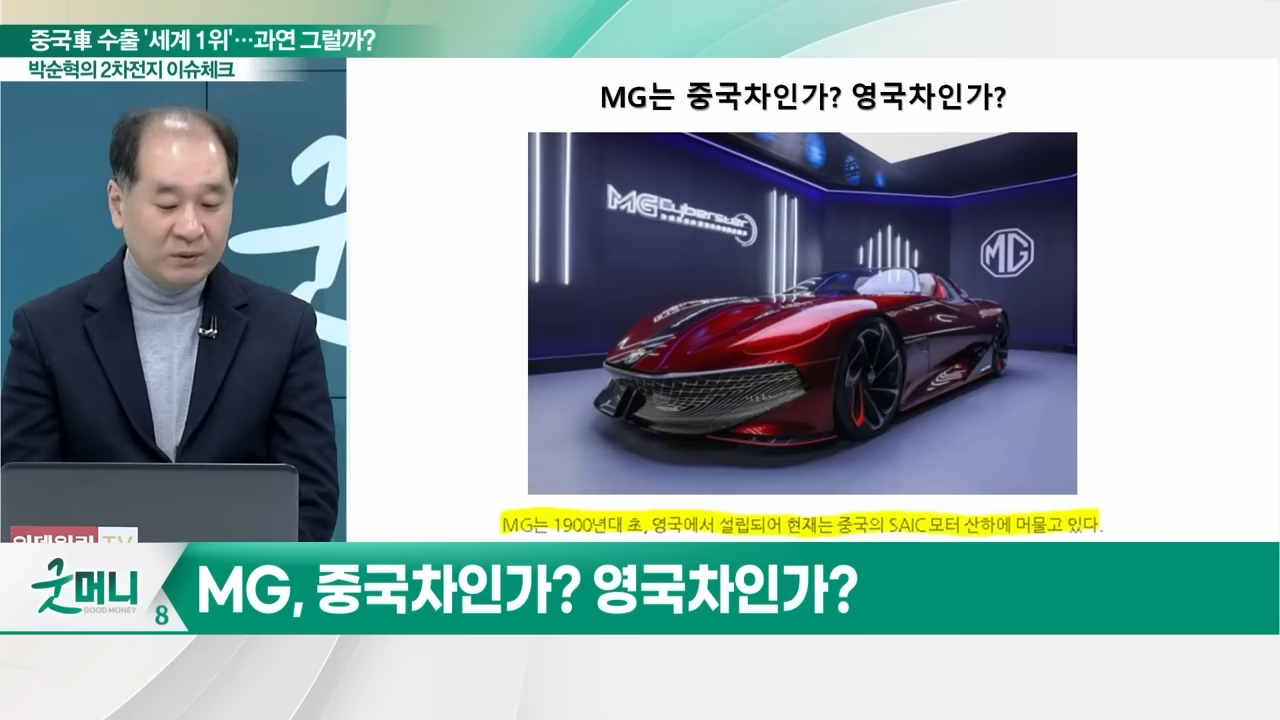 중국車 수출 '세계 1위'…과연 그럴까?
박순혁의 2차전지 이슈체크
MG는 중국차인가? 영국차인가?
MG Cyberster
MG
MG는 1900년대 초, 영국에서 설립되어 현재는 중국의 SAIC 모터 산하에 머물고 있다.
TV
굿머니
GOOD MONEY
8
MG, 중국차인가? 영국차인가?